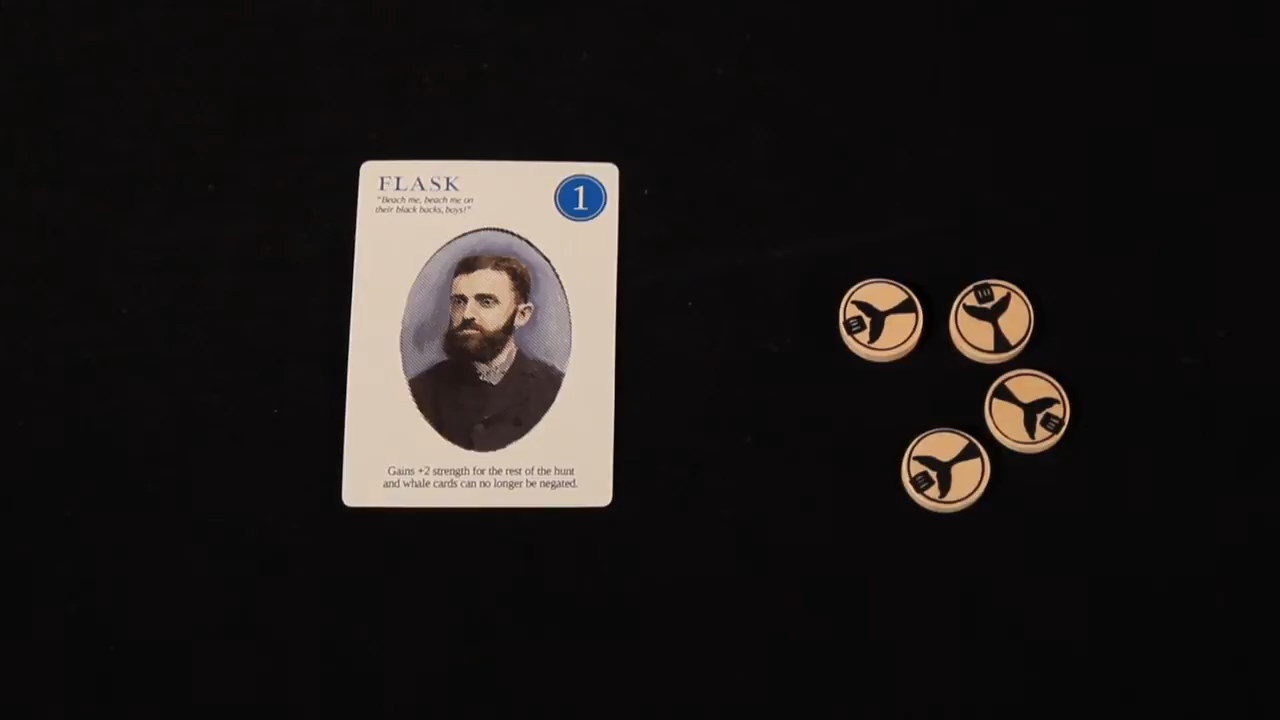 FLASK
1
"Beach me, beach me on
their black backs, boys!"
Gains +2 strength for the rest of the hunt
and whale cards can no longer be negated.